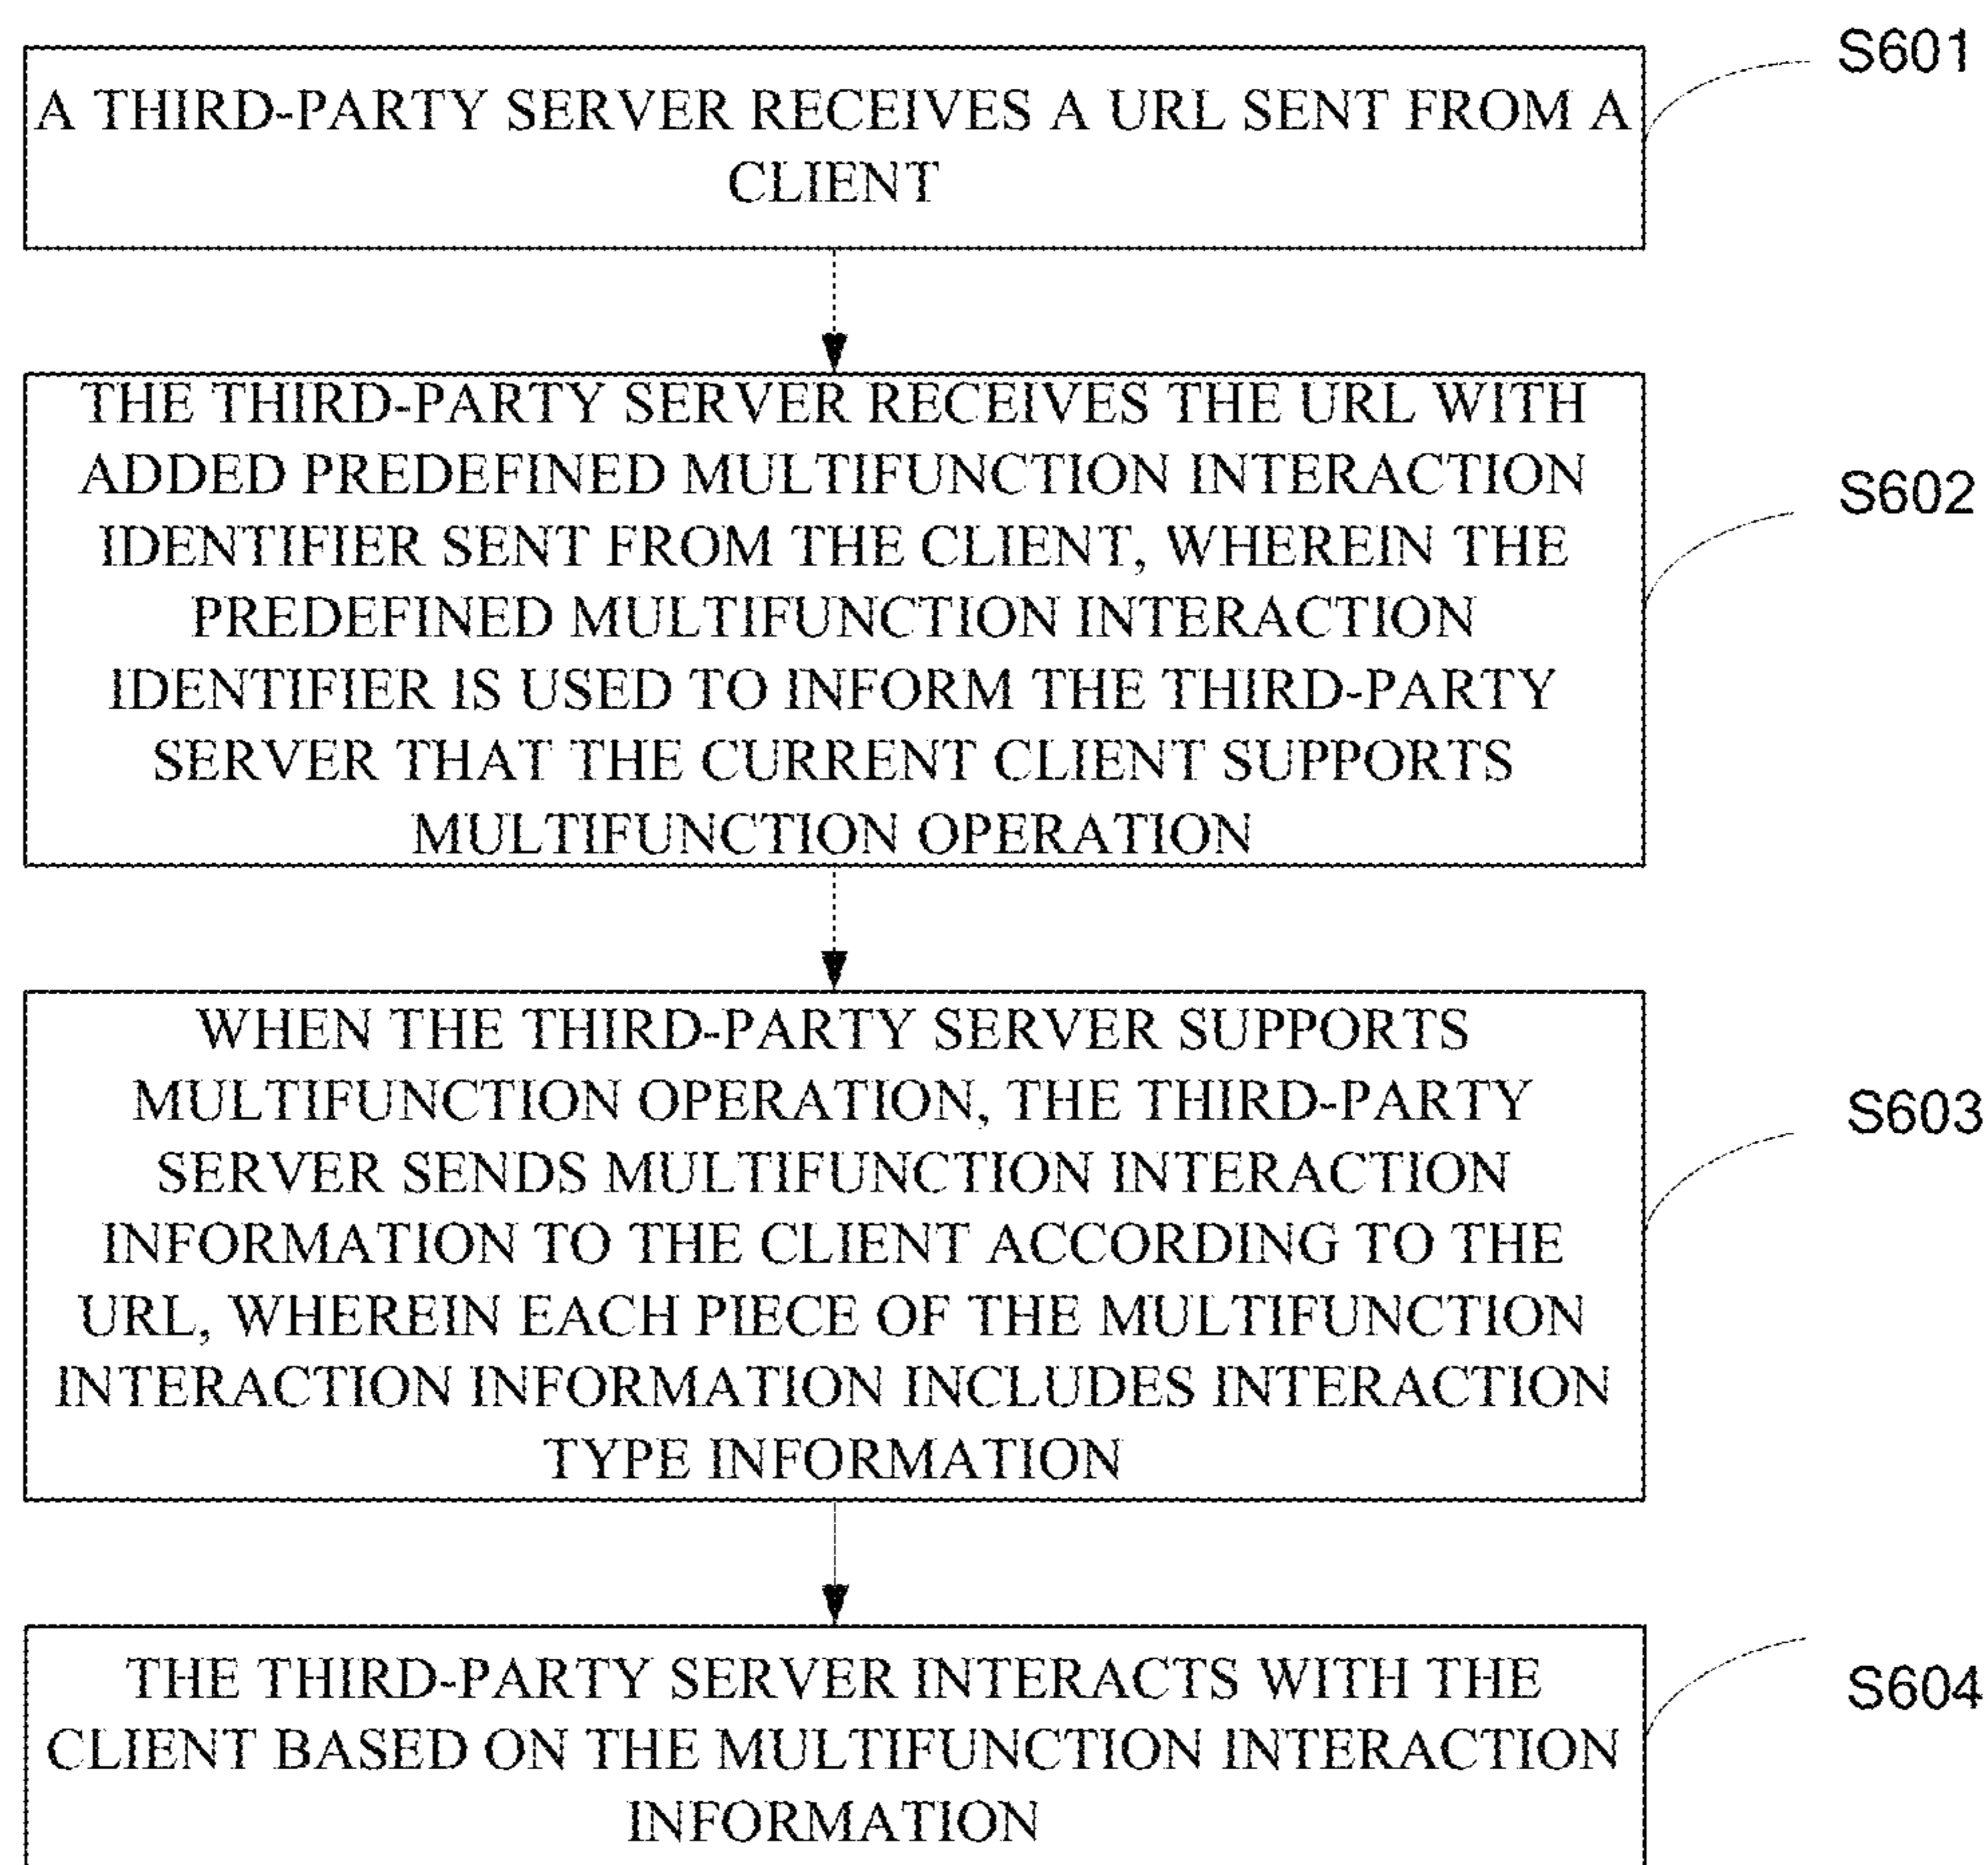 S601
A THIRD-PARTY SERVER RECEIVES A URL SENT FROM A
CLIENT
THE THIRD-PARTY SERVER RECEIVES THE URL WITH
ADDED PREDEFINED MULTIFUNCTION INTERACTION
IDENTIFIER SENT FROM THE CLIENT, WHEREIN THE
PREDEFINED MULTIFUNCTION INTERACTION
IDENTIFIER IS USED TO INFORM THE THIRD-PARTY
SERVER THAT THE CURRENT CLIENT SUPPORTS
MULTIFUNCTION OPERATION
S602
WHEN THE THIRD-PARTY SERVER SUPPORTS
MULTIFUNCTION OPERATION, THE THIRD-PARTY
SERVER SENDS MULTIFUNCTION INTERACTION
INFORMATION TO THE CLIENT ACCORDING TO THE
URL, WHEREIN EACH PIECE OF THE MULTIFUNCTION
INTERACTION INFORMATION INCLUDES INTERACTION
TYPE INFORMATION
S603
THE THIRD-PARTY SERVER INTERACTS WITH THE
CLIENT BASED ON THE MULTIFUNCTION INTERACTION
INFORMATION
S604